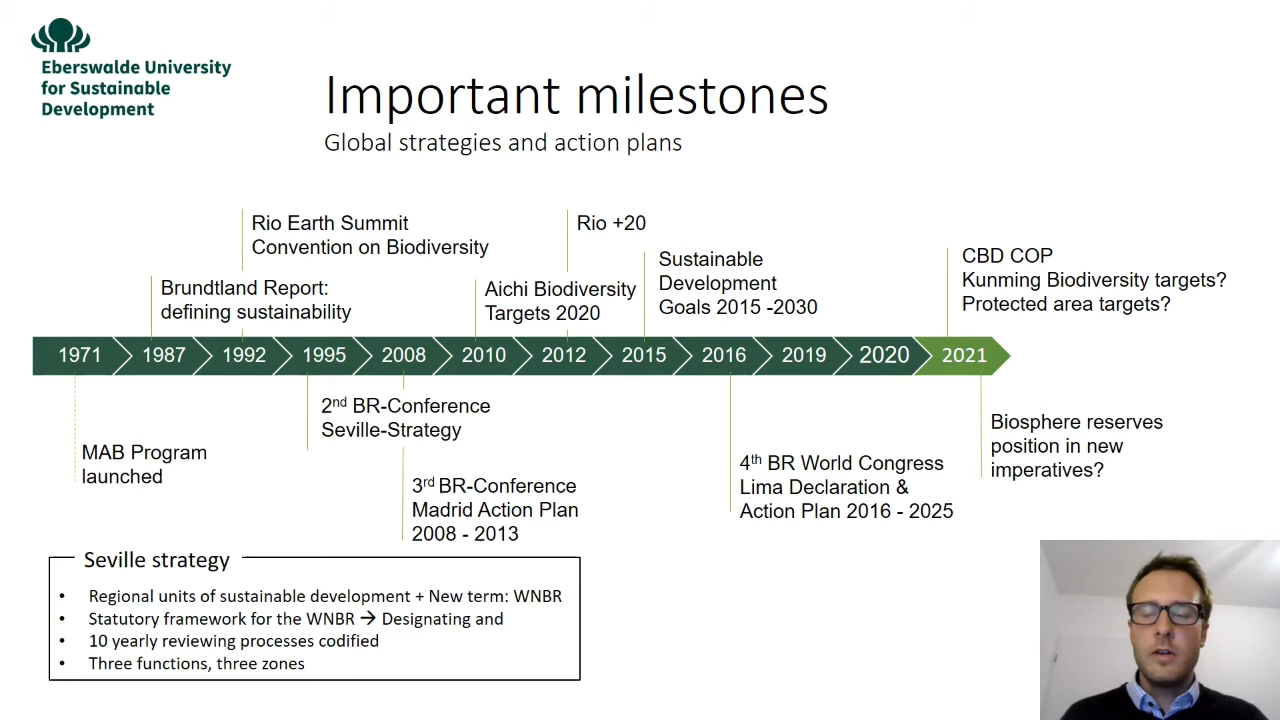 Eberswalde University
for Sustainable
Development
Important milestones
Global strategies and action plans
Rio Earth Summit
Convention on Biodiversity
Rio +20
Brundtland Report:
defining sustainability
Aichi Biodiversity
Targets 2020
Sustainable
Development
Goals 2015 -2030
CBD COP
Kunming Biodiversity targets?
Protected area targets?
1971 1987 1992 1995 2008 2010 2012 2015 2016 2019 2020 2021
MAB Program
launched
2nd BR-Conference
Seville-Strategy
3rd BR-Conference
Madrid Action Plan
2008 - 2013
4th BR World Congress
Lima Declaration &
Action Plan 2016 - 2025
Biosphere reserves
position in new
imperatives?
Seville strategy
• Regional units of sustainable development + New term: WNBR
• Statutory framework for the WNBR → Designating and
• 10 yearly reviewing processes codified
• Three functions, three zones